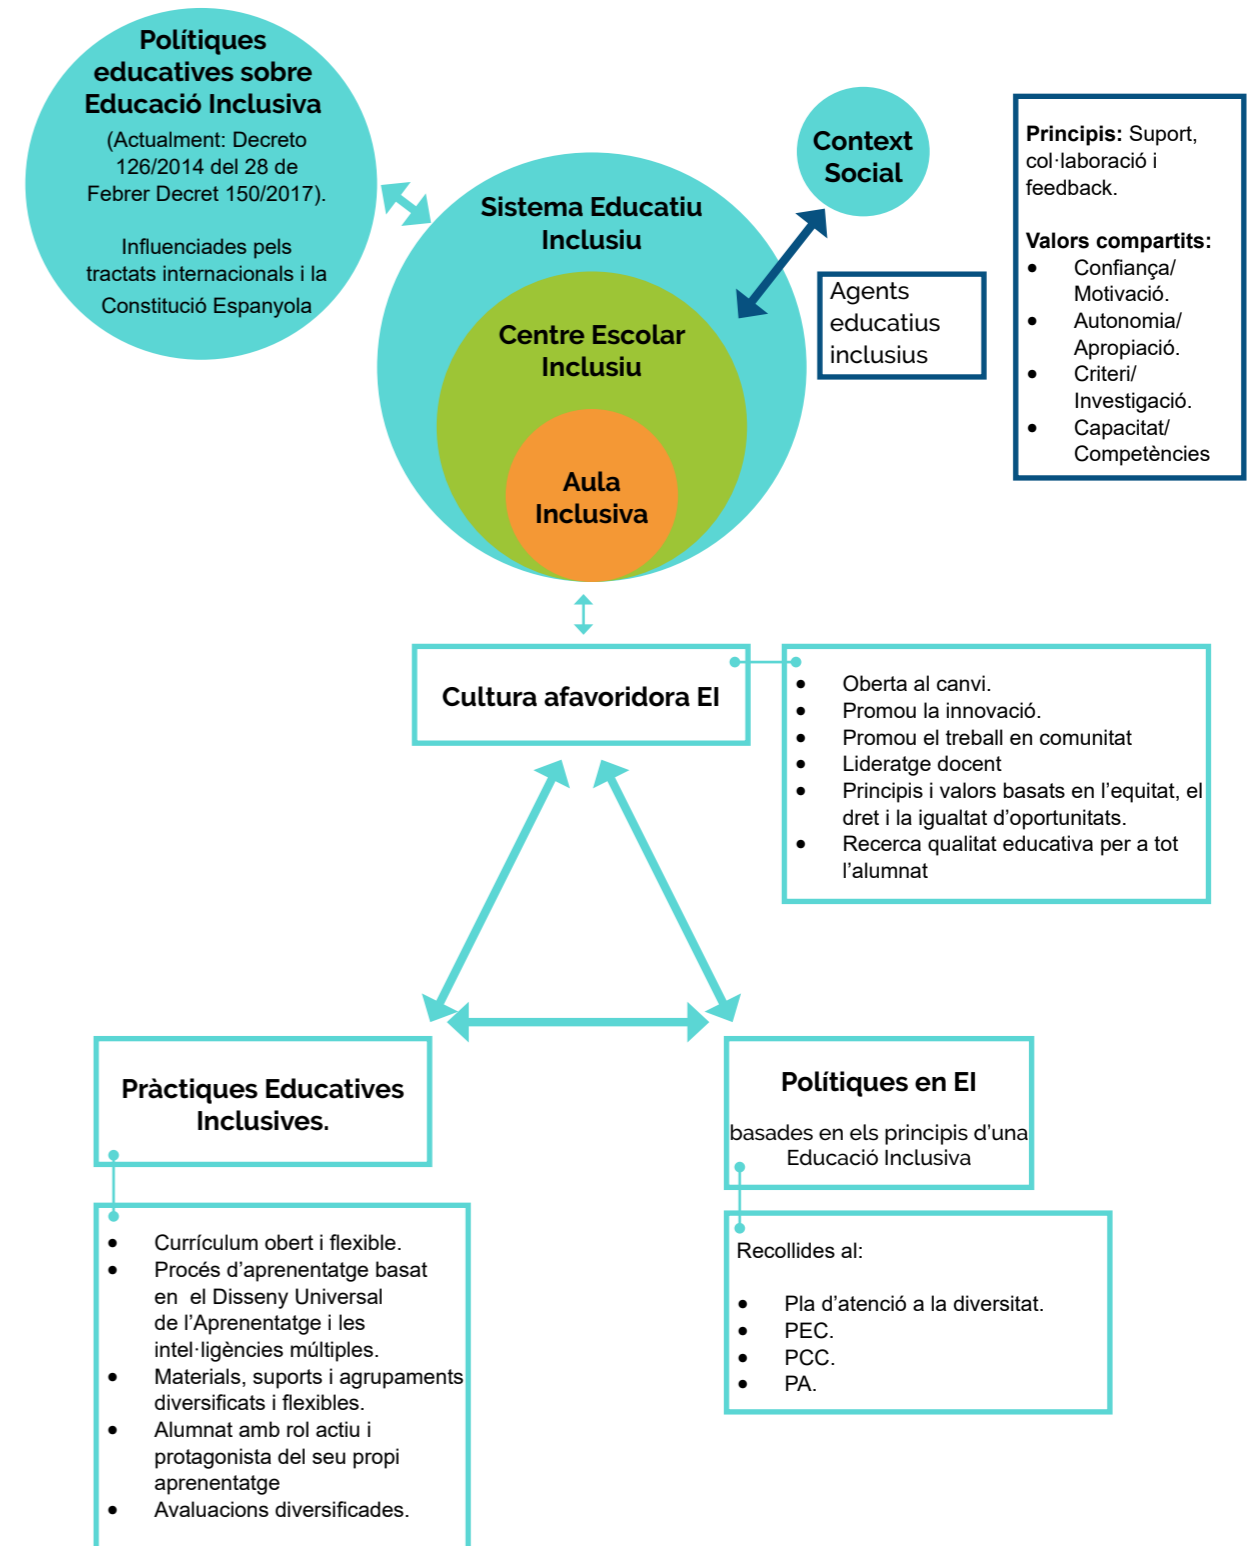 Polítiques
educatives sobre
Educació Inclusiva
(Actualment: Decreto
126/2014 del 28 de
Febrer Decret 150/2017).
Influenciades pels
tractats internacionals i la
Constitució Espanyola
Sistema Educatiu
Inclusiu
Centre Escolar
Inclusiu
Aula
Inclusiva
Context
Social
Agents
educatius
inclusius
Principis: Suport,
col·laboració i
feedback.
Valors compartits:
• Confiança/
Motivació.
• Autonomia/
Apropiació.
• Criteri/
Investigació.
• Capacitat/
Competències
Cultura afavoridora EI
• Oberta al canvi.
• Promou la innovació.
• Promou el treball en comunitat
• Lideratge docent
• Principis i valors basats en l’equitat, el
dret i la igualtat d’oportunitats.
• Recerca qualitat educativa per a tot
l’alumnat
Pràctiques Educatives
Inclusives.
• Currículum obert i flexible.
• Procés d’aprenentatge basat
en el Disseny Universal
de l’Aprenentatge i les
intel·ligències múltiples.
• Materials, suports i agrupaments
diversificats i flexibles.
• Alumnat amb rol actiu i
protagonista del seu propi
aprenentatge
• Avaluacions diversificades.
Polítiques en EI
basades en els principis d’una
Educació Inclusiva
Recollides al:
• Pla d’atenció a la diversitat.
• PEC.
• PCC.
• PA.